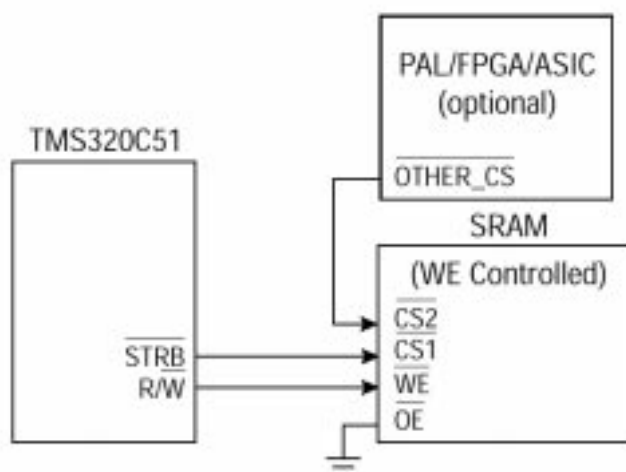 PAL/FPGA/ASIC
(optional)
OTHER_CS
TMS320C51
SRAM
(WE Controlled)
CS2
CS1
WE
OE
STRB
R/W